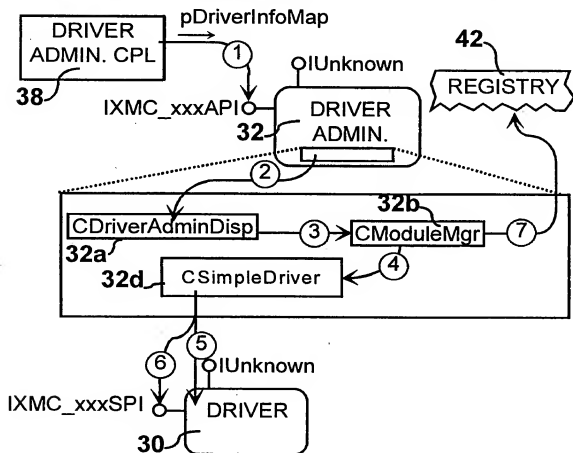 DRIVER
ADMIN. CPL
38
pDriverInfoMap
1
IUnknown
IXMC_xxxAPI
32
DRIVER
ADMIN.
42
REGISTRY
2
CDriverAdminDisp
32a
3
32b
CModuleMgr
7
4
32d
CSimpleDriver
6
5
IUnknown
IXMC_xxxSPI
DRIVER
30